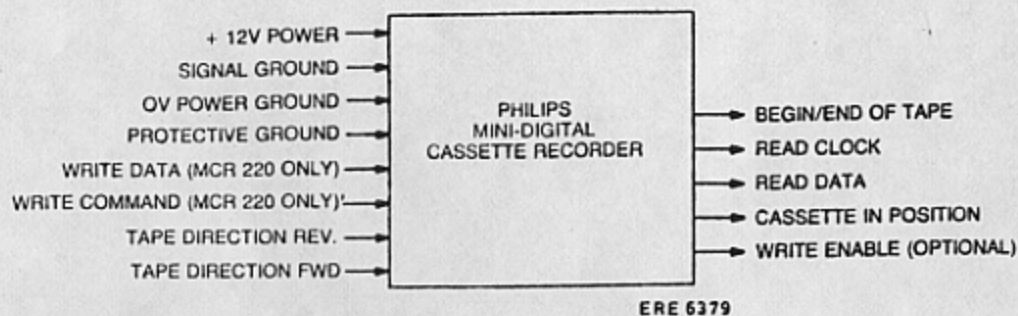 + 12V POWER
SIGNAL GROUND
OV POWER GROUND
PROTECTIVE GROUND
WRITE DATA (MCR 220 ONLY)
WRITE COMMAND (MCR 220 ONLY)'
TAPE DIRECTION REV.
TAPE DIRECTION FWD
PHILIPS
MINI-DIGITAL
CASSETTE RECORDER
BEGIN/END OF TAPE
READ CLOCK
READ DATA
CASSETTE IN POSITION
WRITE ENABLE (OPTIONAL)
ERE 6379